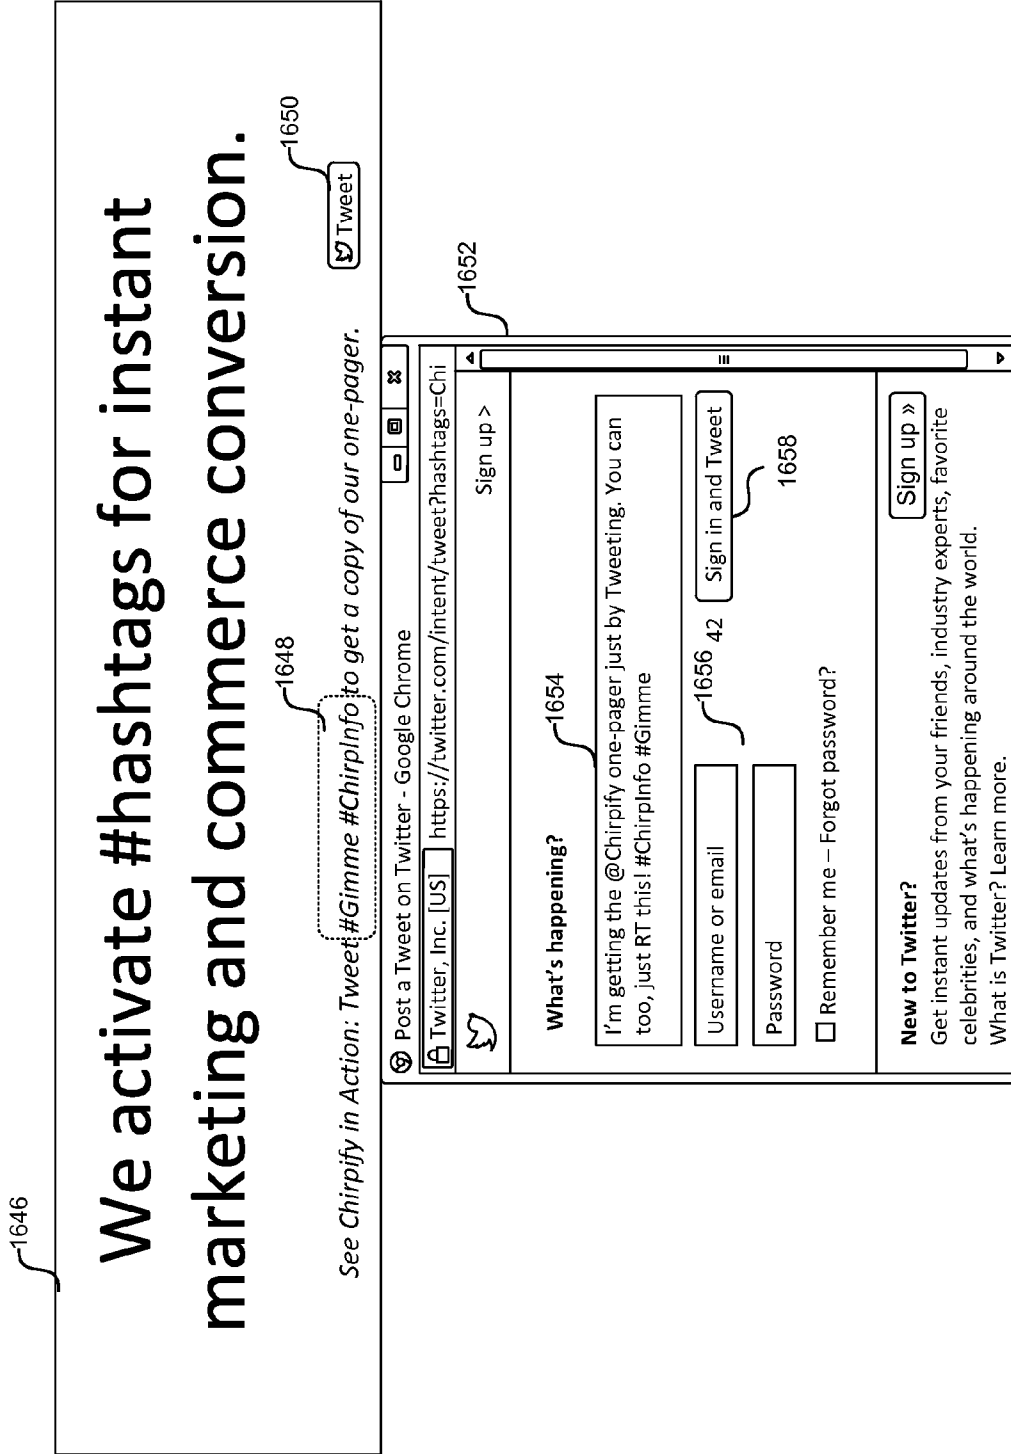 1646
We activate #hashtags for instant
marketing and commerce conversion.
1648
1650
See Chirpify in Action: Tweet #Gimme #ChirpInfo to get a copy of our one-pager.
Tweet
1652
Post a Tweet on Twitter - Google Chrome
Twitter, Inc. [US] https://twitter.com/intent/tweet?hashtags=Chi
Sign up >
What's happening?
1654
I'm getting the @Chirpify one-pager just by Tweeting. You can
too, just RT this! #ChirpInfo #Gimme
1656
Username or email
42
Sign in and Tweet
1658
Password
Remember me – Forgot password?
New to Twitter?
Sign up »
Get instant updates from your friends, industry experts, favorite
celebrities, and what's happening around the world.
What is Twitter? Learn more.